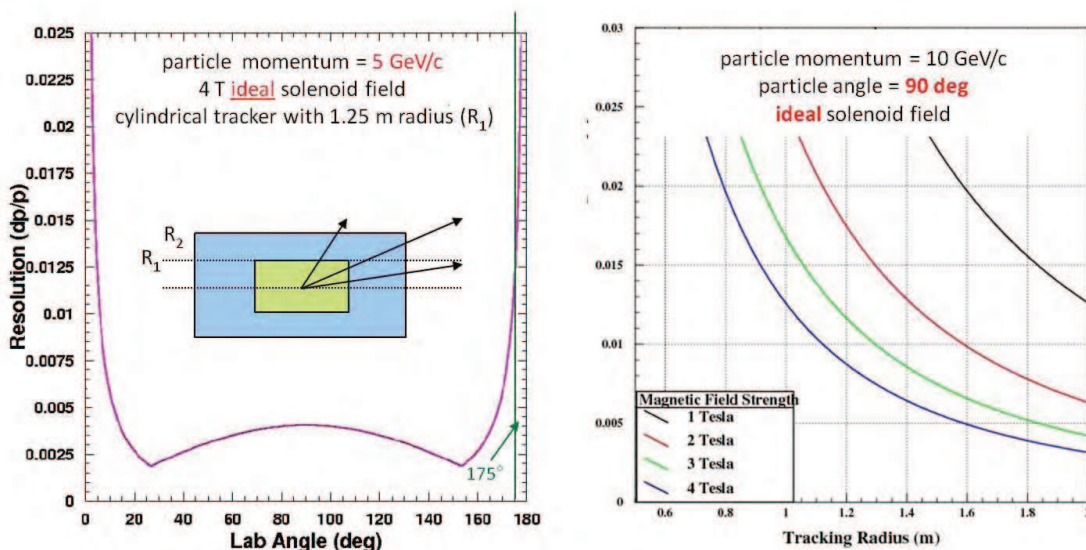 particle momentum = 5 GeV/c
4 T ideal solenoid field
cylindrical tracker with 1.25 m radius (R1)
Resolution (dp/p)
0.025
0.0225
0.02
0.0175
0.015
0.0125
0.01
0.0075
0.005
0.0025
0
R2
R1
175°
0 20 40 60 80 100 120 140 160 180
Lab Angle (deg)
particle momentum = 10 GeV/c
particle angle = 90 deg
ideal solenoid field
0.03
0.025
0.02
0.015
0.01
0.005
0
Magnetic Field Strength
1 Tesla
2 Tesla
3 Tesla
4 Tesla
0.6 0.8 1 1.2 1.4 1.6 1.8
Tracking Radius (m)